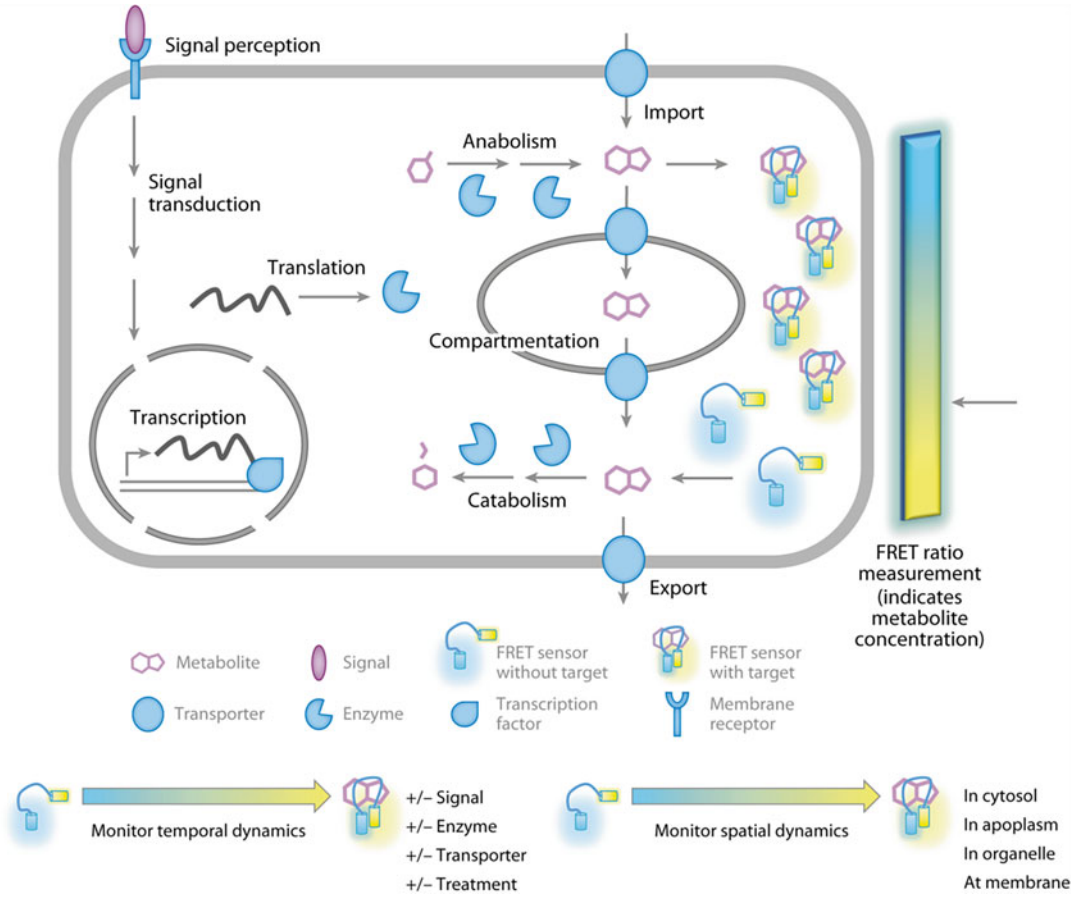 Signal perception
Import
Anabolism
Signal
transduction
Translation
Compartmentation
Transcription
Catabolism
Export
FRET ratio
measurement
(indicates
metabolite
concentration)
Metabolite
Signal
FRET sensor
without target
FRET sensor
with target
Transporter
Enzyme
Transcription
factor
Membrane
receptor
Monitor temporal dynamics
+/– Signal
+/– Enzyme
+/– Transporter
+/– Treatment
Monitor spatial dynamics
In cytosol
In apoplasm
In organelle
At membrane